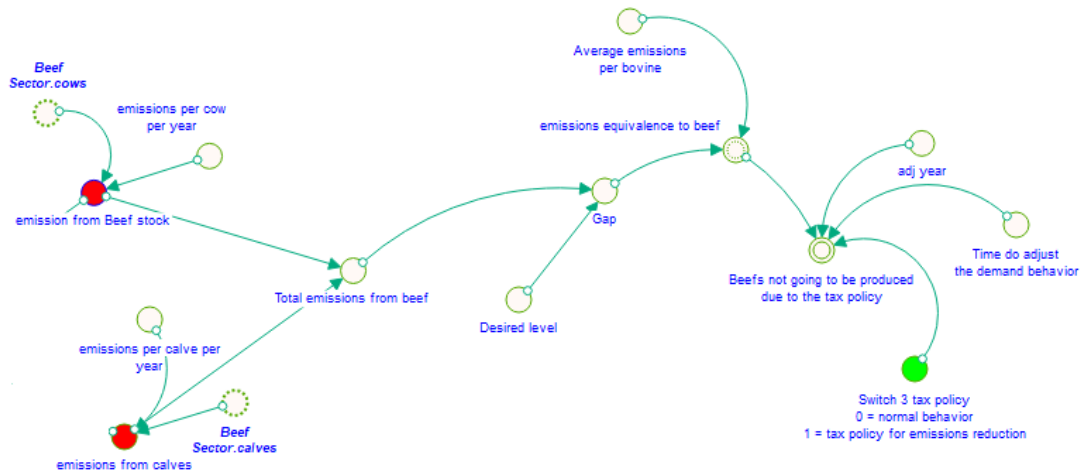 Average emissions
per bovine
Beef
Sector.cows
emissions per cow
per year
emissions equivalence to beef
adj year
emission from Beef stock
Gap
Time do adjust
the demand behavior
Beefs not going to be produced
due to the tax policy
Total emissions from beef
Desired level
emissions per calve per
year
Switch 3 tax policy
0 = normal behavior
1 = tax policy for emissions reduction
Beef
Sector.calves
emissions from calves